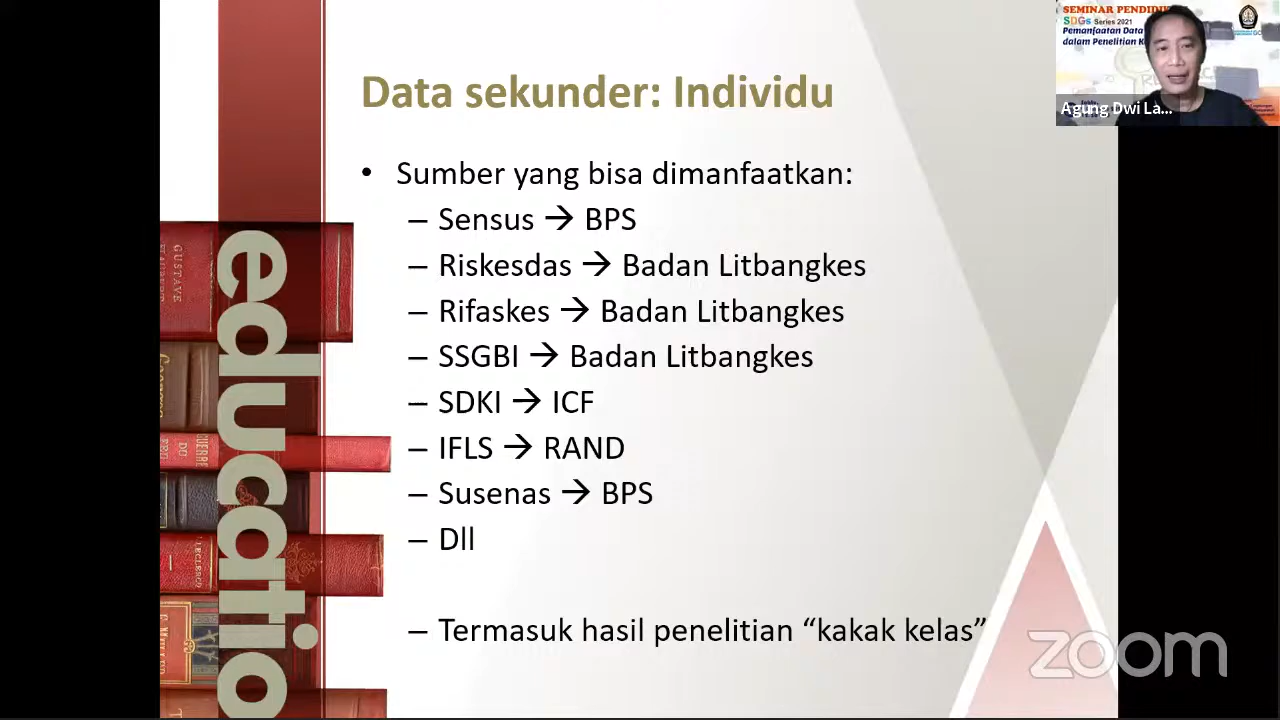 Data sekunder: Individu
• Sumber yang bisa dimanfaatkan:
– Sensus → BPS
– Riskesdas → Badan Litbangkes
– Rifaskes → Badan Litbangkes
– SSGBI → Badan Litbangkes
– SDKI → ICF
– IFLS → RAND
– Susenas → BPS
– Dll
– Termasuk hasil penelitian “kakak kelas”
educatio
GUSTAVE
SEMINAR PENDIDI
SDGs Series 2021
Pemanfaatan Data
dalam Penelitian K
Agung Dwi La...
zoom